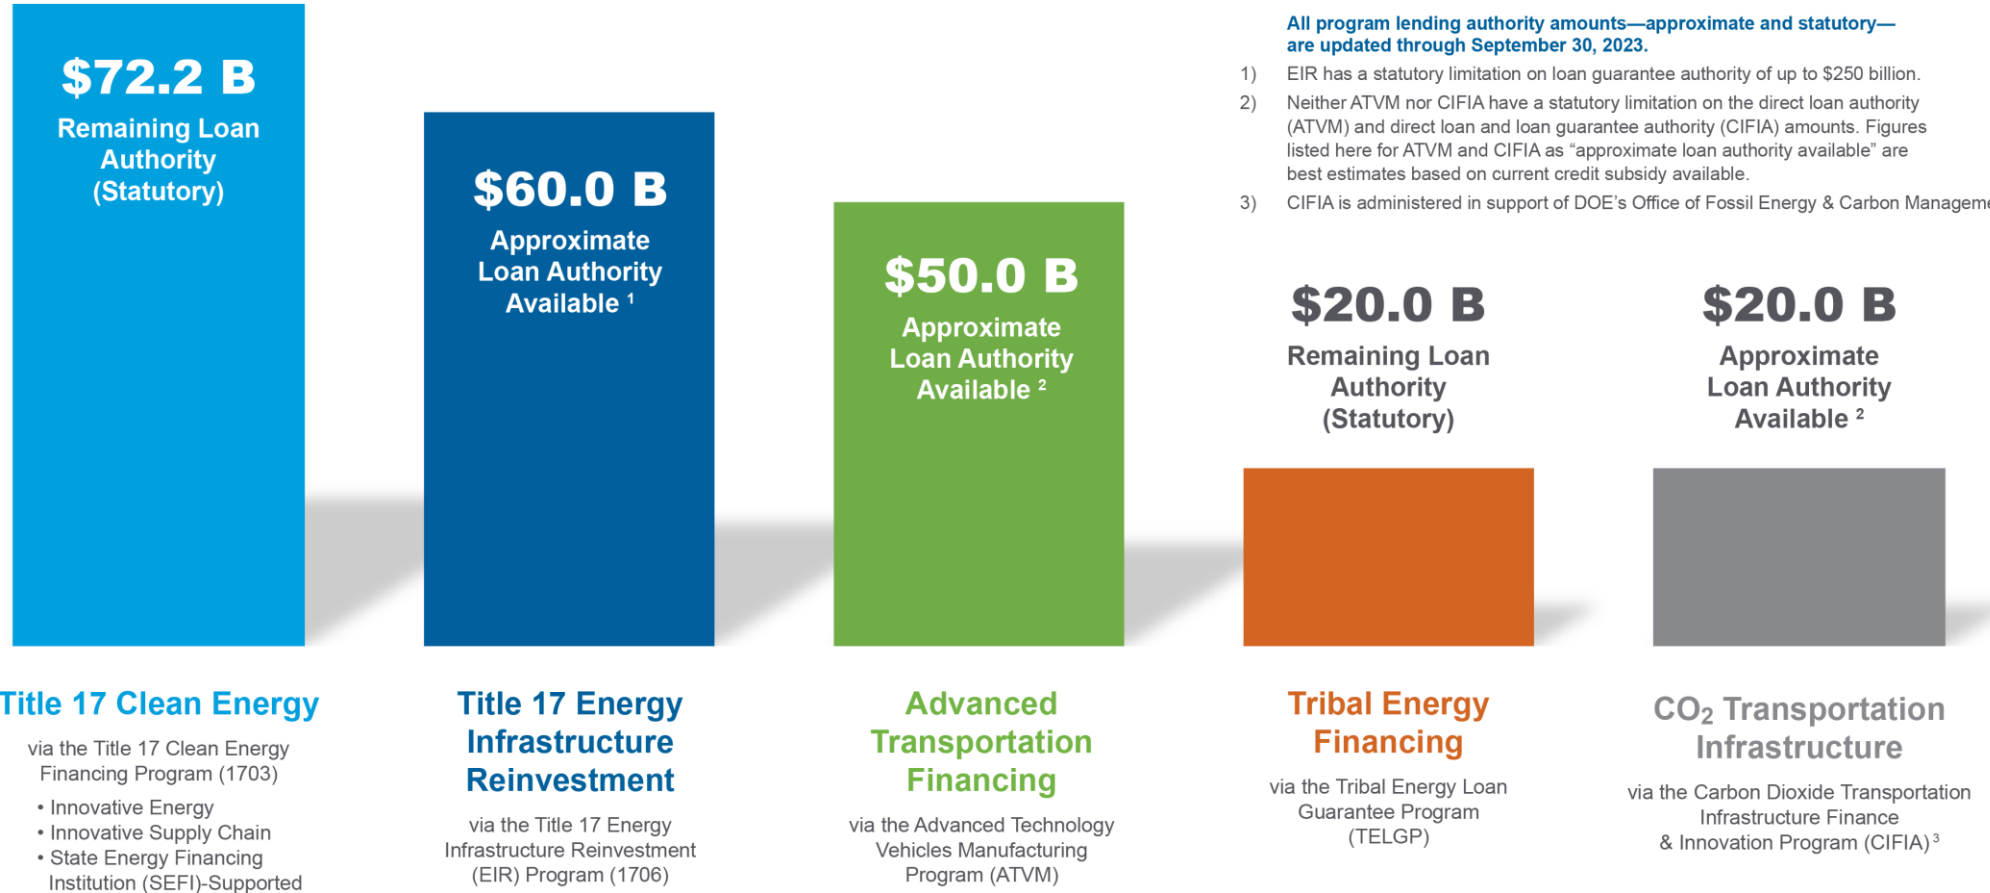 $72.2 B
Remaining Loan
Authority
(Statutory)
$60.0 B
Approximate
Loan Authority
Available 1
$50.0 B
Approximate
Loan Authority
Available 2
All program lending authority amounts—approximate and statutory—
are updated through September 30, 2023.
1) EIR has a statutory limitation on loan guarantee authority of up to $250 billion.
2) Neither ATVM nor CIFIA have a statutory limitation on the direct loan authority
(ATVM) and direct loan and loan guarantee authority (CIFIA) amounts. Figures
listed here for ATVM and CIFIA as “approximate loan authority available” are
best estimates based on current credit subsidy available.
3) CIFIA is administered in support of DOE’s Office of Fossil Energy & Carbon Manageme
$20.0 B
Remaining Loan
Authority
(Statutory)
$20.0 B
Approximate
Loan Authority
Available 2
Title 17 Clean Energy
via the Title 17 Clean Energy
Financing Program (1703)
• Innovative Energy
• Innovative Supply Chain
• State Energy Financing
Institution (SEFI)-Supported
Title 17 Energy
Infrastructure
Reinvestment
via the Title 17 Energy
Infrastructure Reinvestment
(EIR) Program (1706)
Advanced
Transportation
Financing
via the Advanced Technology
Vehicles Manufacturing
Program (ATVM)
Tribal Energy
Financing
via the Tribal Energy Loan
Guarantee Program
(TELGP)
CO2 Transportation
Infrastructure
via the Carbon Dioxide Transportation
Infrastructure Finance
& Innovation Program (CIFIA) 3